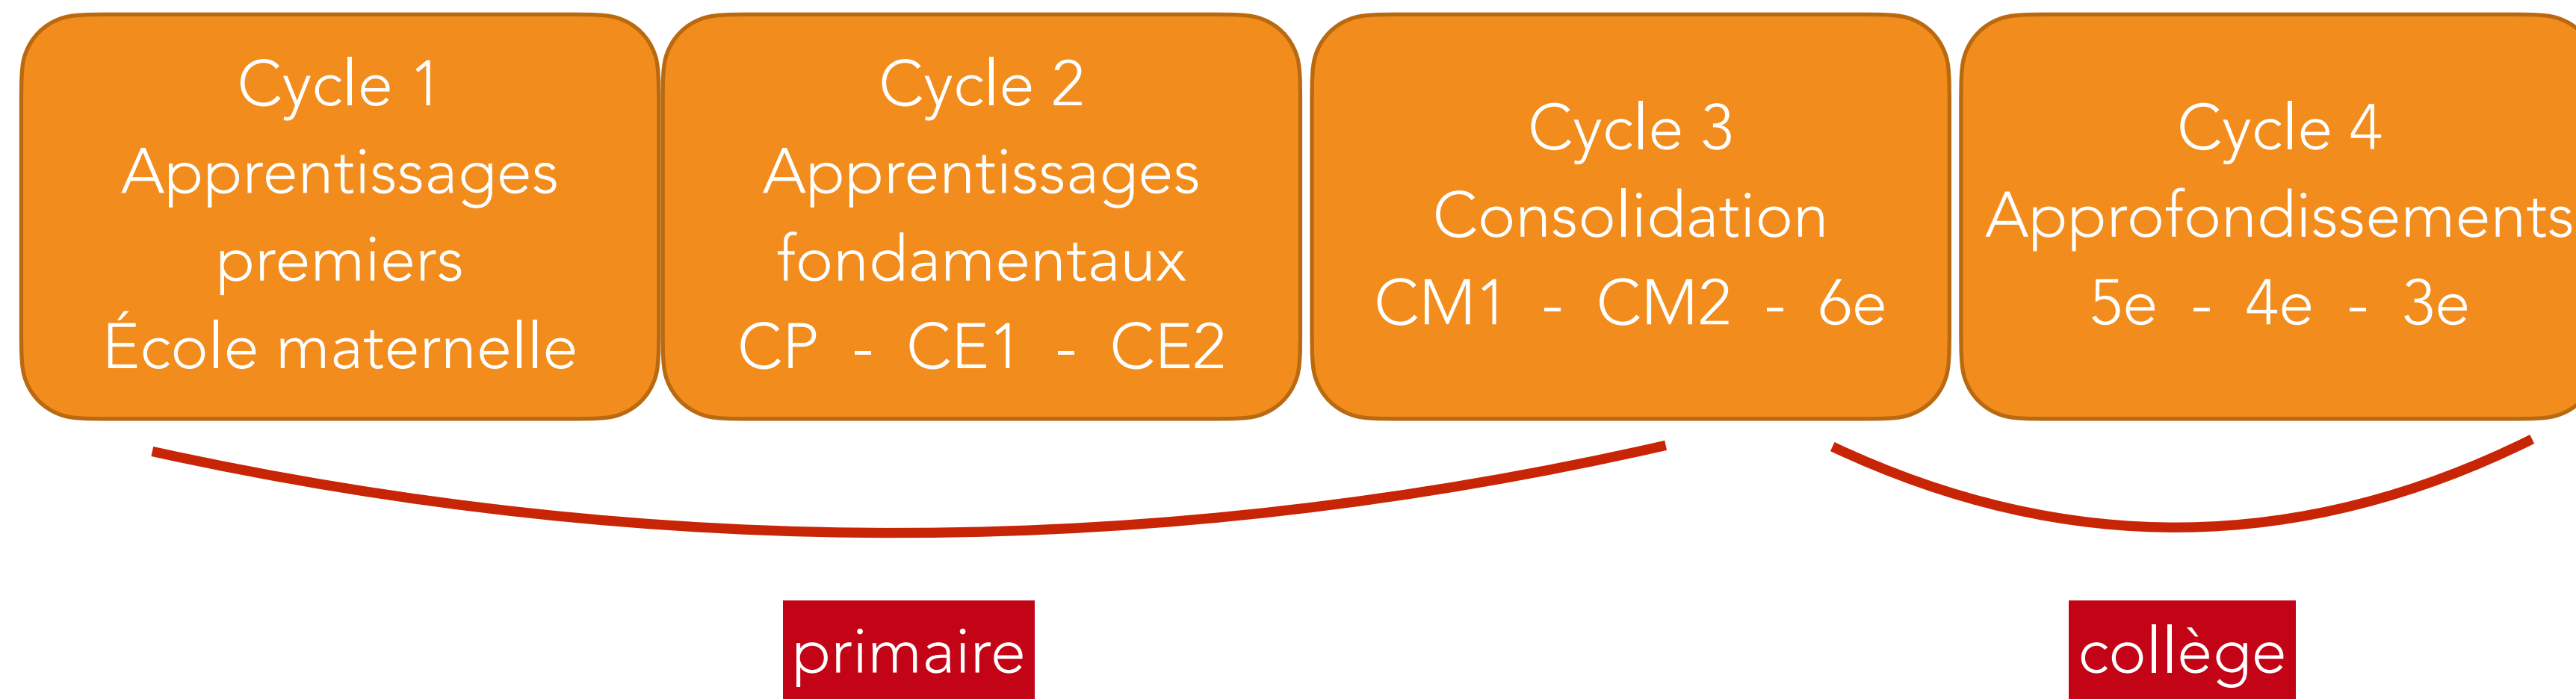 Cycle 1
Apprentissages
premiers
École maternelle
Cycle 2
Apprentissages
fondamentaux
CP - CE1 - CE2
Cycle 3
Consolidation
CM1 - CM2 - 6e
Cycle 4
Approfondissements
5e - 4e - 3e
primaire
collège